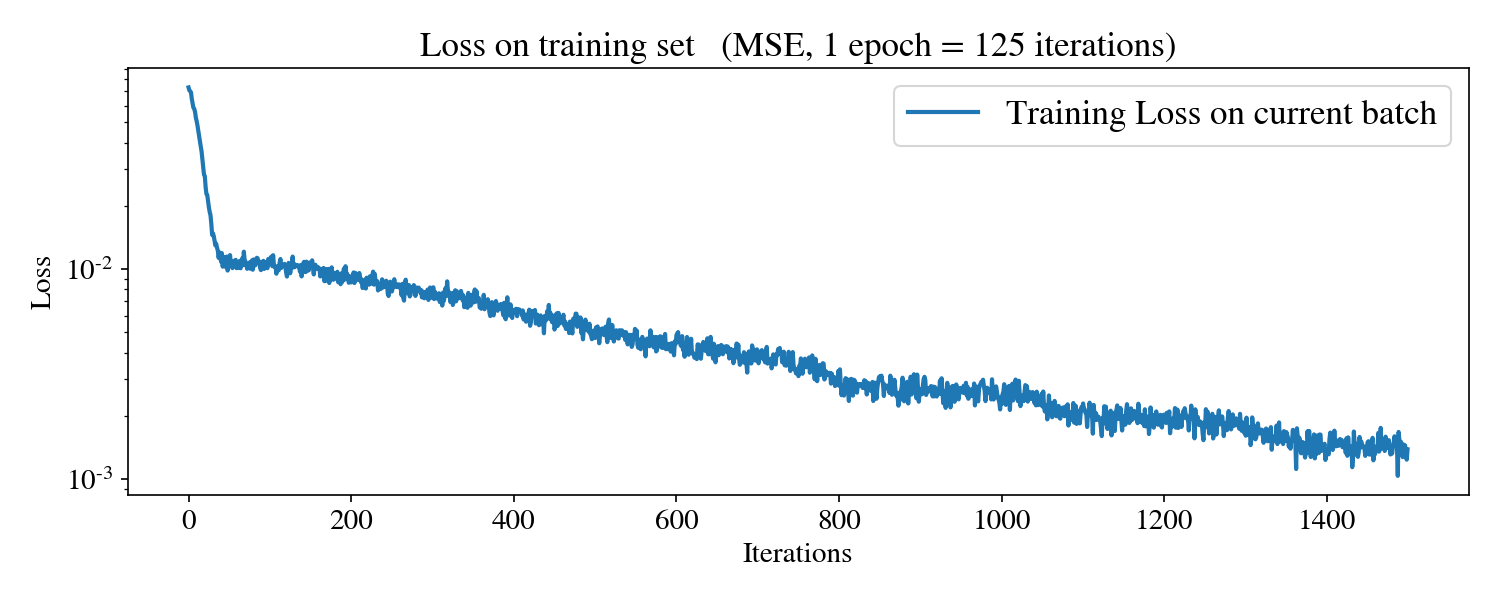 Loss on training set   (MSE, 1 epoch = 125 iterations)
Training Loss on current batch
Loss
10⁻²
10⁻³
0 200 400 600 800 1000 1200 1400
Iterations